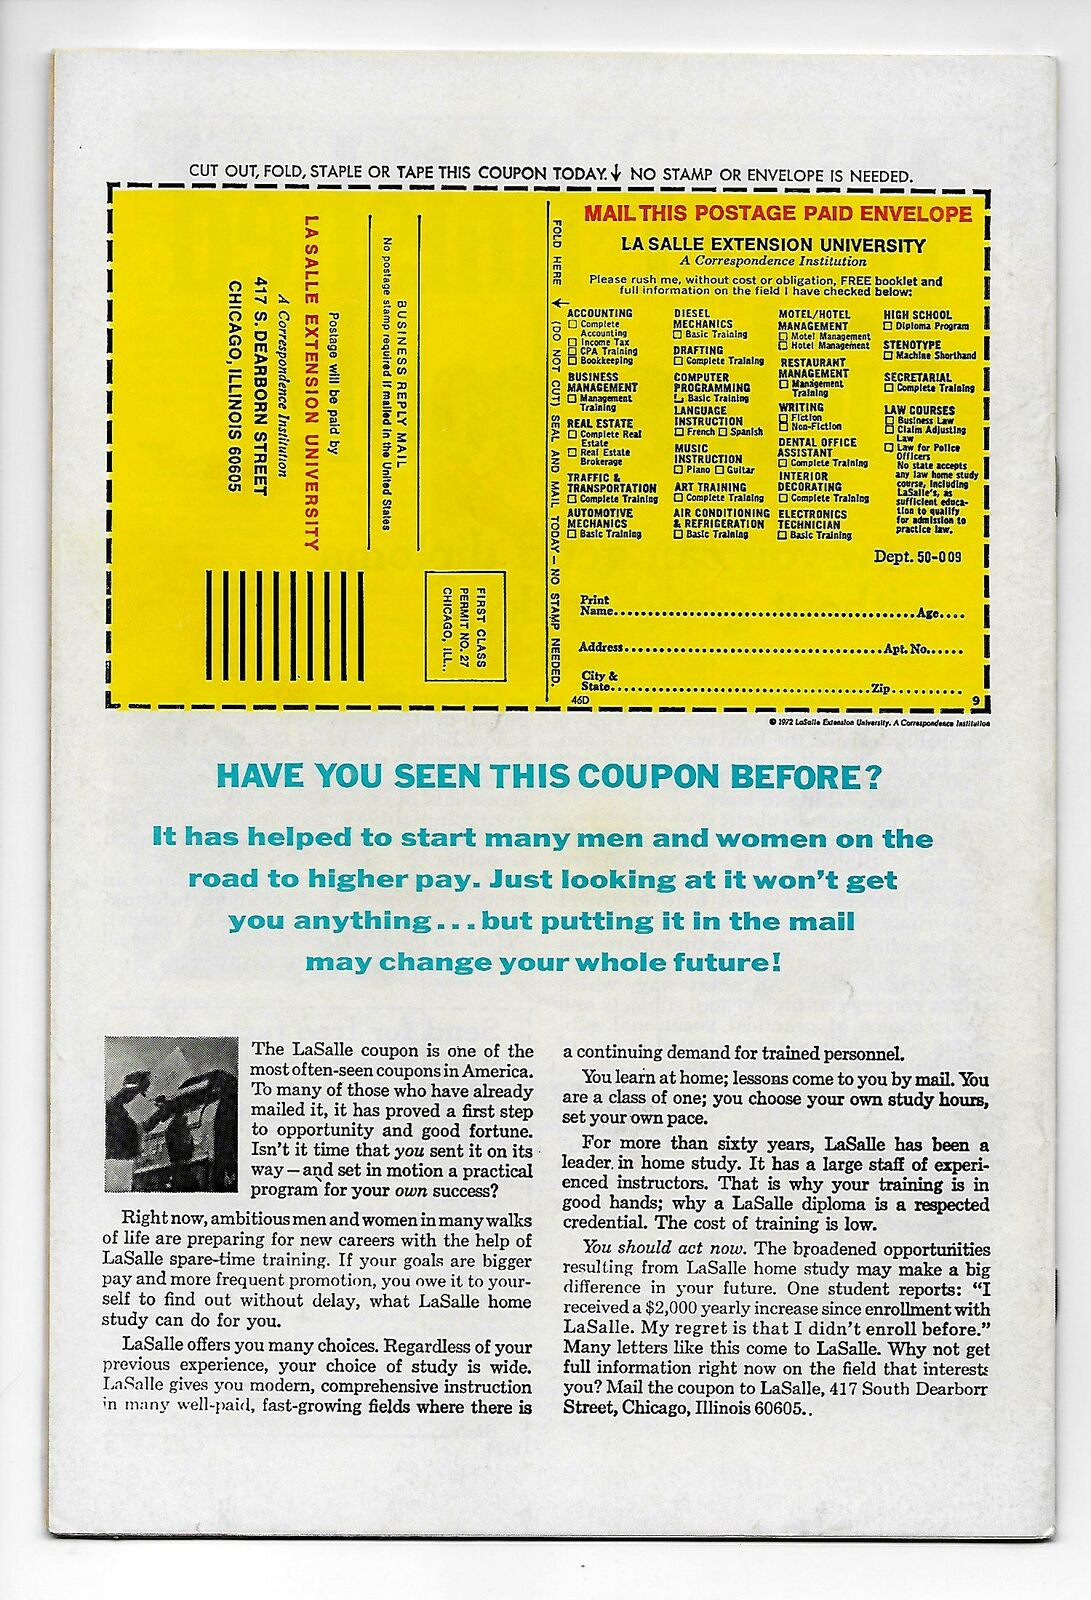 CUT OUT, FOLD, STAPLE OR TAPE THIS COUPON TODAY.↓ NO STAMP OR ENVELOPE IS NEEDED.
BUSINESS REPLY MAIL
No postage stamp required if mailed in the United States
Postage will be paid by
LA SALLE EXTENSION UNIVERSITY
A Correspondence Institution
417 S. DEARBORN STREET
CHICAGO, ILLINOIS 60605
FIRST CLASS
PERMIT NO. 27
CHICAGO, ILL..
FOLD HERE → (DO NOT CUT) SEAL AND MAIL TODAY — NO STAMP NEEDED.
MAIL THIS POSTAGE PAID ENVELOPE
LA SALLE EXTENSION UNIVERSITY
A Correspondence Institution
Please rush me, without cost or obligation, FREE booklet and
full information on the field I have checked below:
ACCOUNTING
□ Complete
Accounting
□ Income Tax
□ CPA Training
□ Bookkeeping
BUSINESS
MANAGEMENT
□ Management
Training
REAL ESTATE
□ Complete Real
Estate
□ Real Estate
Brokerage
TRAFFIC &
TRANSPORTATION
□ Complete Training
AUTOMOTIVE
MECHANICS
□ Basic Training
DIESEL
MECHANICS
□ Basic Training
DRAFTING
□ Complete Training
COMPUTER
PROGRAMMING
□ Basic Training
LANGUAGE
INSTRUCTION
□ French □ Spanish
MUSIC
INSTRUCTION
□ Piano □ Guitar
ART TRAINING
□ Complete Training
AIR CONDITIONING
& REFRIGERATION
□ Basic Training
MOTEL/HOTEL
MANAGEMENT
□ Motel Management
□ Hotel Management
RESTAURANT
MANAGEMENT
□ Management
Training
WRITING
□ Fiction
□ Non-Fiction
DENTAL OFFICE
ASSISTANT
□ Complete Training
INTERIOR
DECORATING
□ Complete Training
ELECTRONICS
TECHNICIAN
□ Basic Training
HIGH SCHOOL
□ Diploma Program
STENOTYPE
□ Machine Shorthand
SECRETARIAL
□ Complete Training
LAW COURSES
□ Business Law
□ Claim Adjusting
Law
□ Law for Police
Officers
No state accepts
any law home study
course, including
LaSalle's, as
sufficient educa-
tion to qualify
for admission to
practice law.
Dept. 50-009
Print
Name..........Age....
Address..........Apt. No......
City &
State..........Zip..........
46D 9
© 1972 LaSalle Extension University. A Correspondence Institution
HAVE YOU SEEN THIS COUPON BEFORE?
It has helped to start many men and women on the
road to higher pay. Just looking at it won't get
you anything...but putting it in the mail
may change your whole future!
The LaSalle coupon is one of the
most often-seen coupons in America.
To many of those who have already
mailed it, it has proved a first step
to opportunity and good fortune.
Isn't it time that you sent it on its
way—and set in motion a practical
program for your own success?
Right now, ambitious men and women in many walks
of life are preparing for new careers with the help of
LaSalle spare-time training. If your goals are bigger
pay and more frequent promotion, you owe it to your-
self to find out without delay, what LaSalle home
study can do for you.
LaSalle offers you many choices. Regardless of your
previous experience, your choice of study is wide.
LaSalle gives you modern, comprehensive instruction
in many well-paid, fast-growing fields where there is
a continuing demand for trained personnel.
You learn at home; lessons come to you by mail. You
are a class of one; you choose your own study hours,
set your own pace.
For more than sixty years, LaSalle has been a
leader in home study. It has a large staff of experi-
enced instructors. That is why your training is in
good hands; why a LaSalle diploma is a respected
credential. The cost of training is low.
You should act now. The broadened opportunities
resulting from LaSalle home study may make a big
difference in your future. One student reports: "I
received a $2,000 yearly increase since enrollment with
LaSalle. My regret is that I didn't enroll before."
Many letters like this come to LaSalle. Why not get
full information right now on the field that interests
you? Mail the coupon to LaSalle, 417 South Dearborn
Street, Chicago, Illinois 60605..